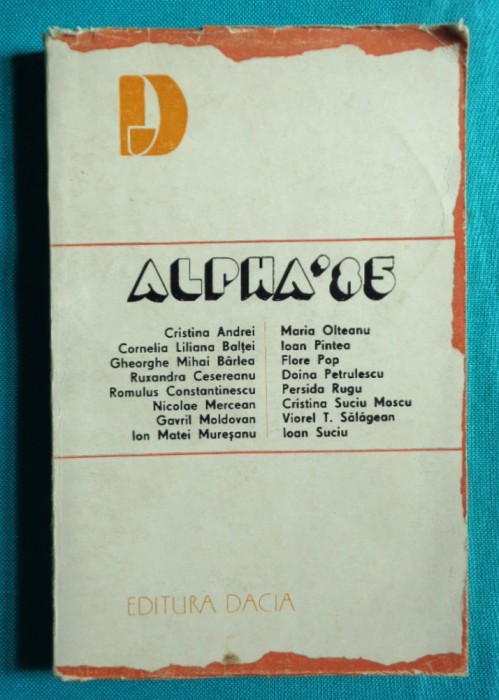 ALPHA'85
Cristina Andrei
Cornelia Liliana Balței
Gheorghe Mihai Bârlea
Ruxandra Cesereanu
Romulus Constantinescu
Nicolae Mercean
Gavril Moldovan
Ion Matei Mureșanu
Maria Olteanu
Ioan Pintea
Flore Pop
Doina Petrulescu
Persida Rugu
Cristina Suciu Moscu
Viorel T. Sălăgean
Ioan Suciu
EDITURA DACIA